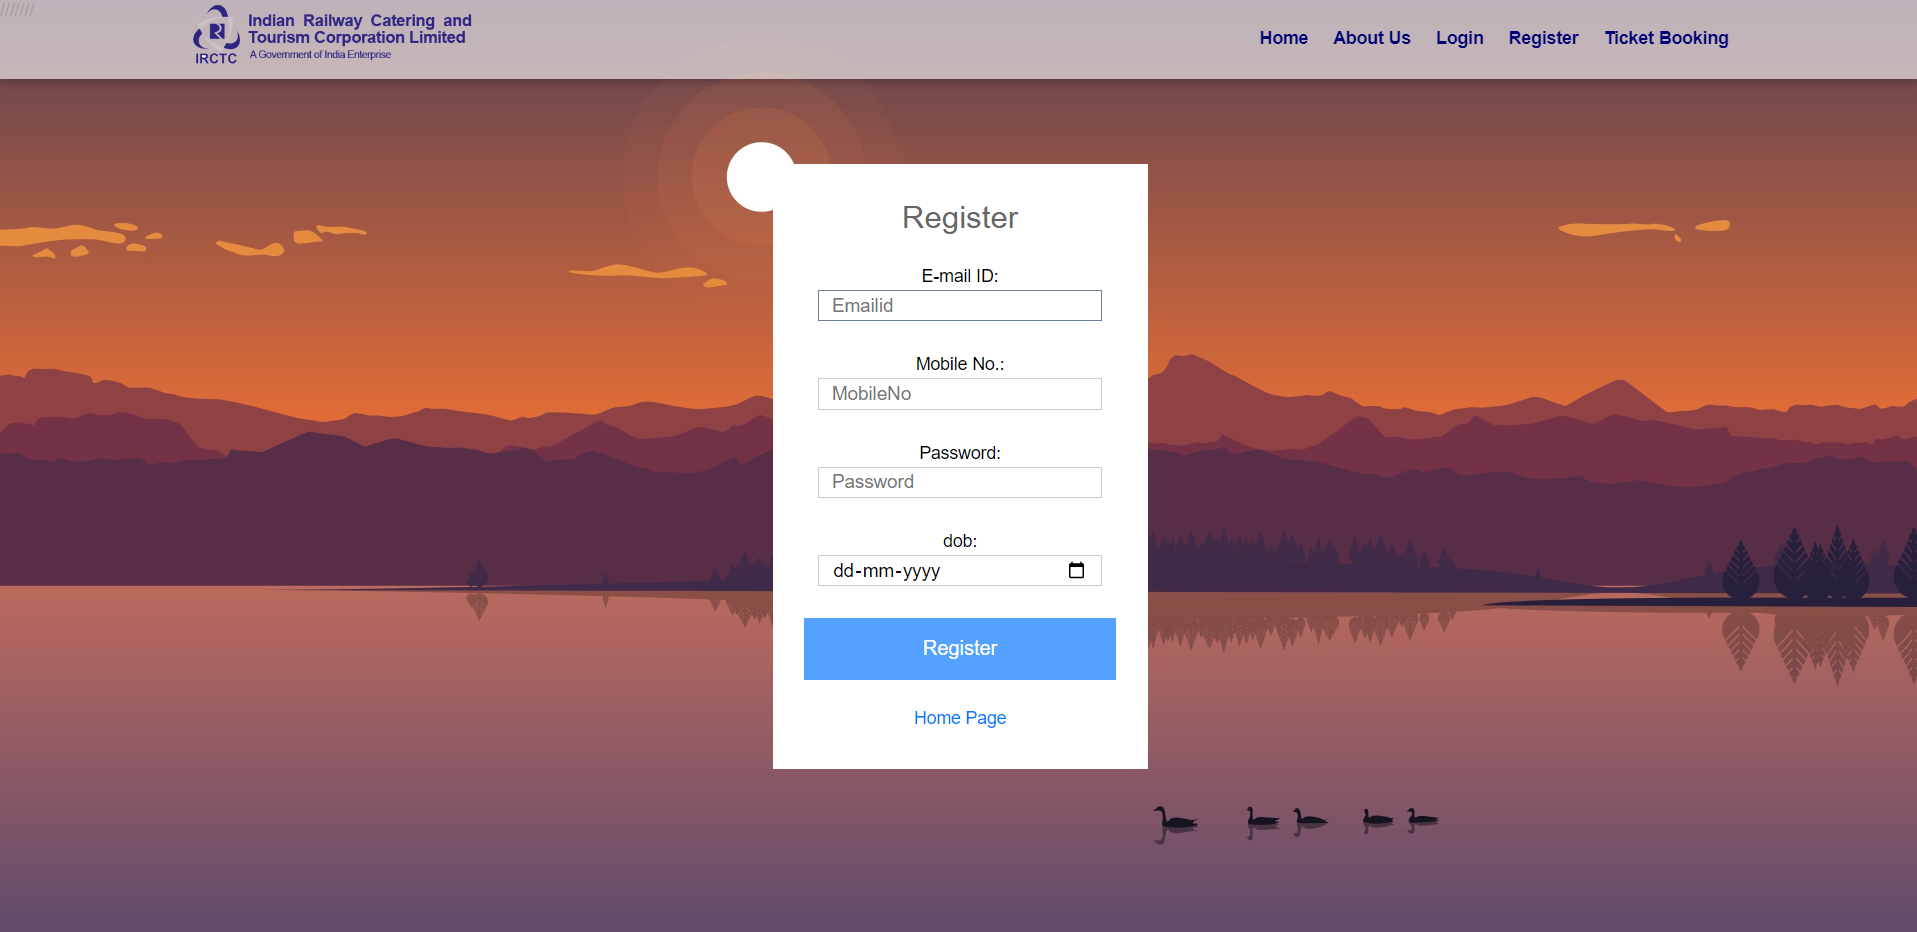 ///////
Indian Railway Catering and
Tourism Corporation Limited
A Government of India Enterprise
IRCTC
Home About Us Login Register Ticket Booking
Register
E-mail ID:
Emailid
Mobile No.:
MobileNo
Password:
Password
dob:
dd-mm-yyyy
Register
Home Page